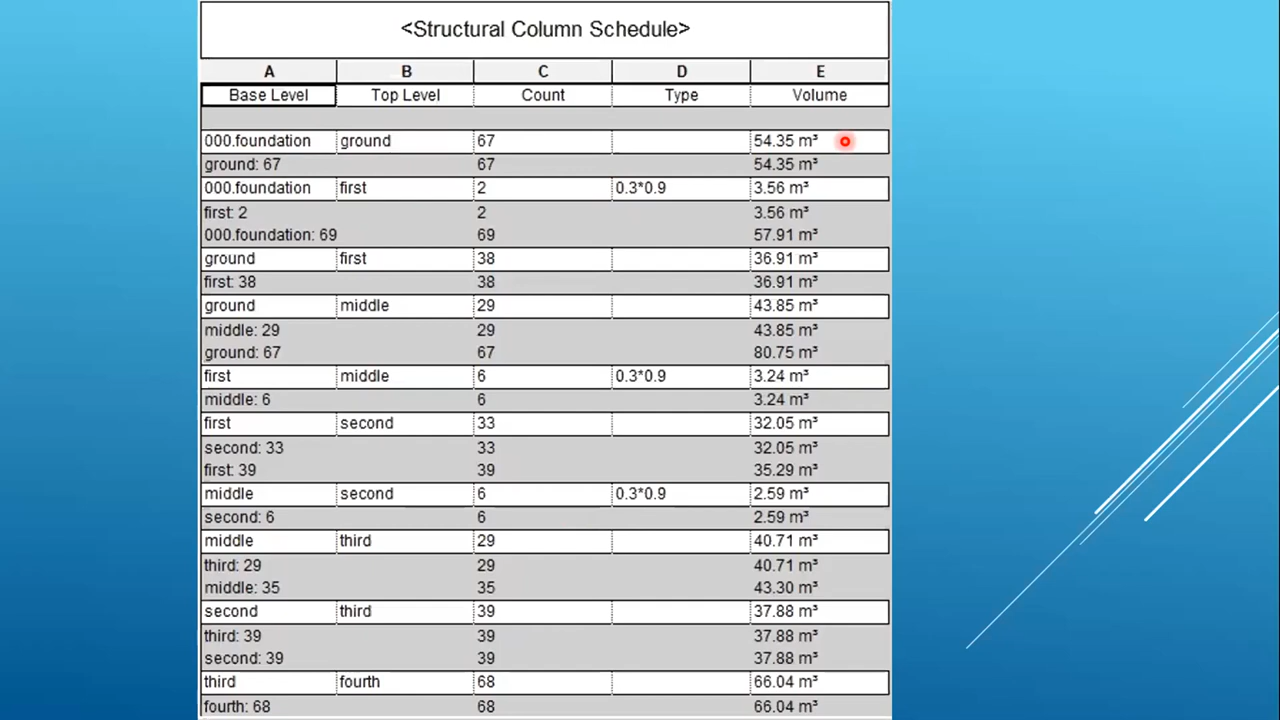 <Structural Column Schedule>
A B C D E
Base Level Top Level Count Type Volume
000.foundation ground 67 54.35 m³
ground: 67 67 54.35 m³
000.foundation first 2 0.3*0.9 3.56 m³
first: 2 2 3.56 m³
000.foundation: 69 69 57.91 m³
ground first 38 36.91 m³
first: 38 38 36.91 m³
ground middle 29 43.85 m³
middle: 29 29 43.85 m³
ground: 67 67 80.75 m³
first middle 6 0.3*0.9 3.24 m³
middle: 6 6 3.24 m³
first second 33 32.05 m³
second: 33 33 32.05 m³
first: 39 39 35.29 m³
middle second 6 0.3*0.9 2.59 m³
second: 6 6 2.59 m³
middle third 29 40.71 m³
third: 29 29 40.71 m³
middle: 35 35 43.30 m³
second third 39 37.88 m³
third: 39 39 37.88 m³
second: 39 39 37.88 m³
third fourth 68 66.04 m³
fourth: 68 68 66.04 m³